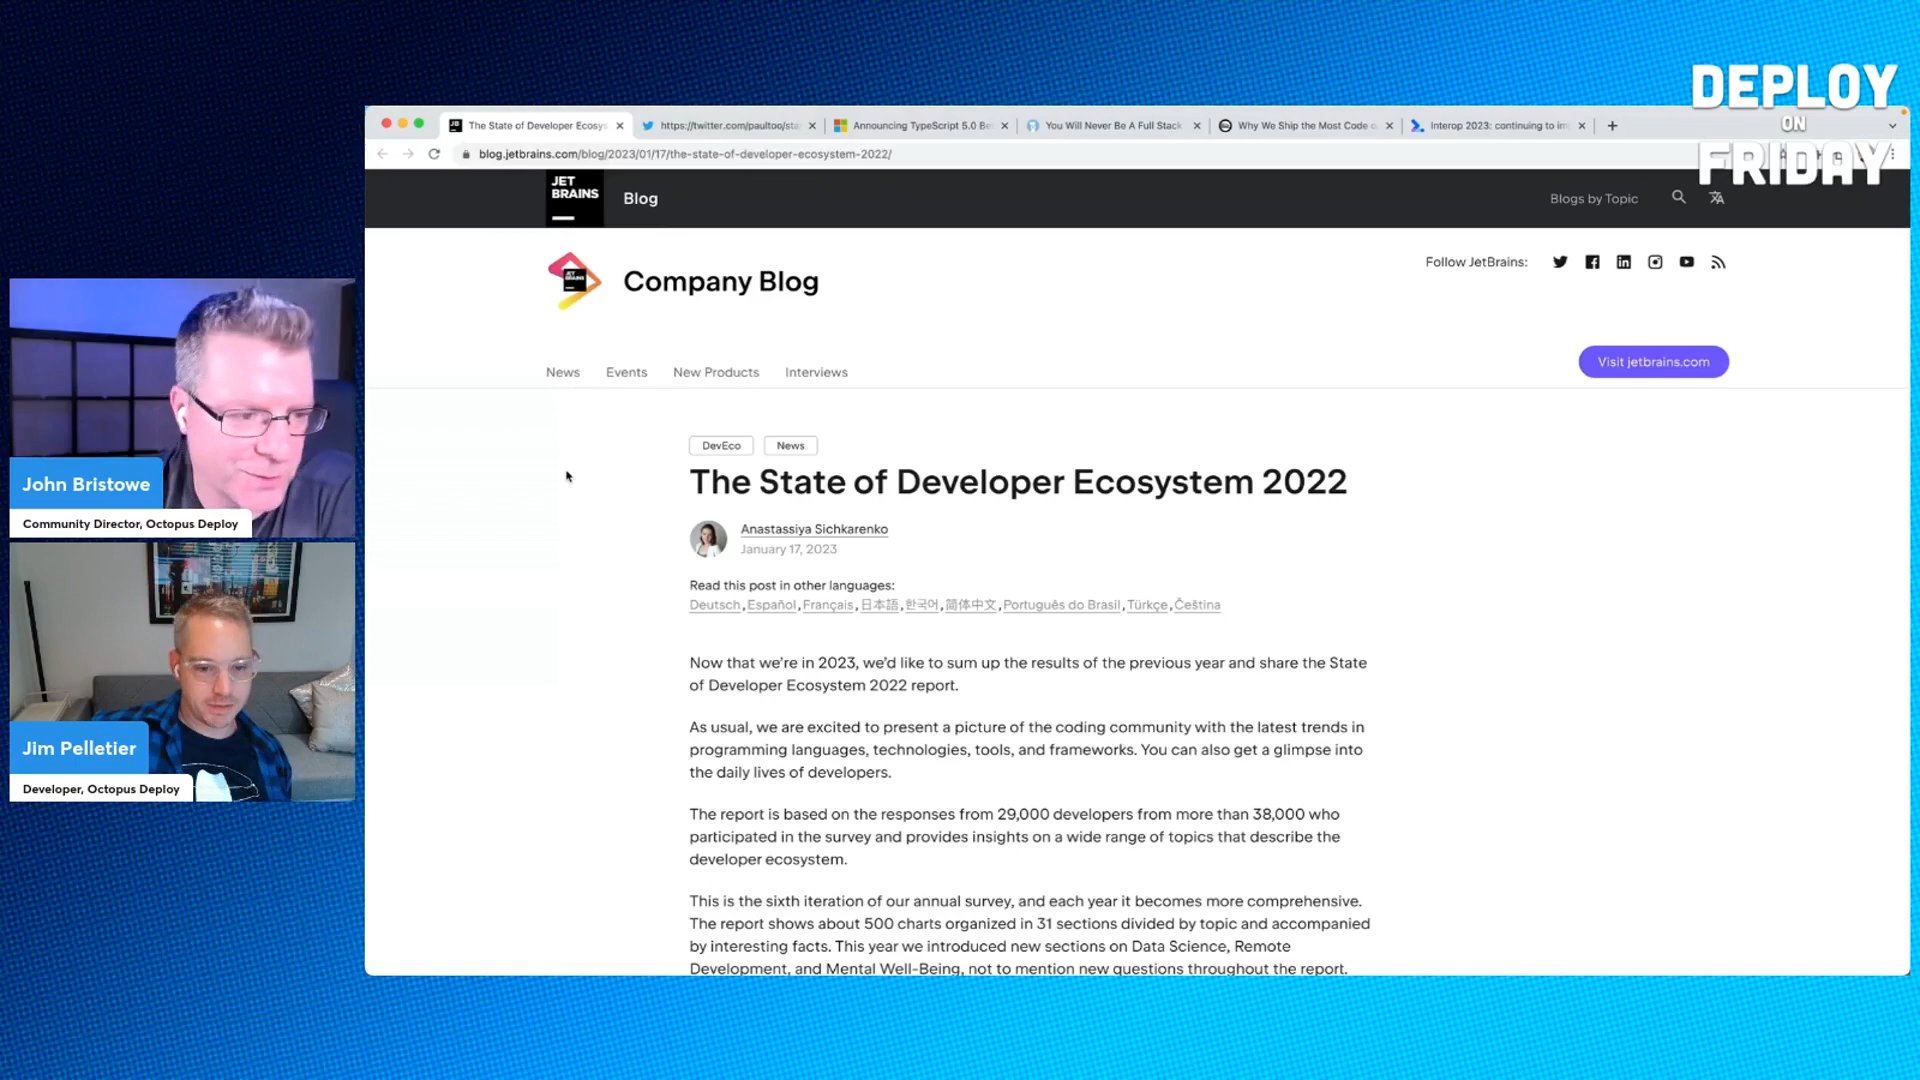 DEPLOY
ON
FRIDAY
The State of Developer Ecosys
https://twitter.com/paultoo/sta
Announcing TypeScript 5.0 Be
You Will Never Be A Full Stack
Why We Ship the Most Code o
Interop 2023: continuing to im
blog.jetbrains.com/blog/2023/01/17/the-state-of-developer-ecosystem-2022/
JET
BRAINS
Blog
Blogs by Topic
JET
BRAINS
Company Blog
Follow JetBrains:
News Events New Products Interviews
Visit jetbrains.com
DevEco News
The State of Developer Ecosystem 2022
Anastassiya Sichkarenko
January 17, 2023
Read this post in other languages:
Deutsch, Español, Français, 日本語, 한국어, 简体中文, Português do Brasil, Türkçe, Čeština
Now that we’re in 2023, we’d like to sum up the results of the previous year and share the State
of Developer Ecosystem 2022 report.
As usual, we are excited to present a picture of the coding community with the latest trends in
programming languages, technologies, tools, and frameworks. You can also get a glimpse into
the daily lives of developers.
The report is based on the responses from 29,000 developers from more than 38,000 who
participated in the survey and provides insights on a wide range of topics that describe the
developer ecosystem.
This is the sixth iteration of our annual survey, and each year it becomes more comprehensive.
The report shows about 500 charts organized in 31 sections divided by topic and accompanied
by interesting facts. This year we introduced new sections on Data Science, Remote
Development, and Mental Well-Being, not to mention new questions throughout the report.
John Bristowe
Community Director, Octopus Deploy
Jim Pelletier
Developer, Octopus Deploy